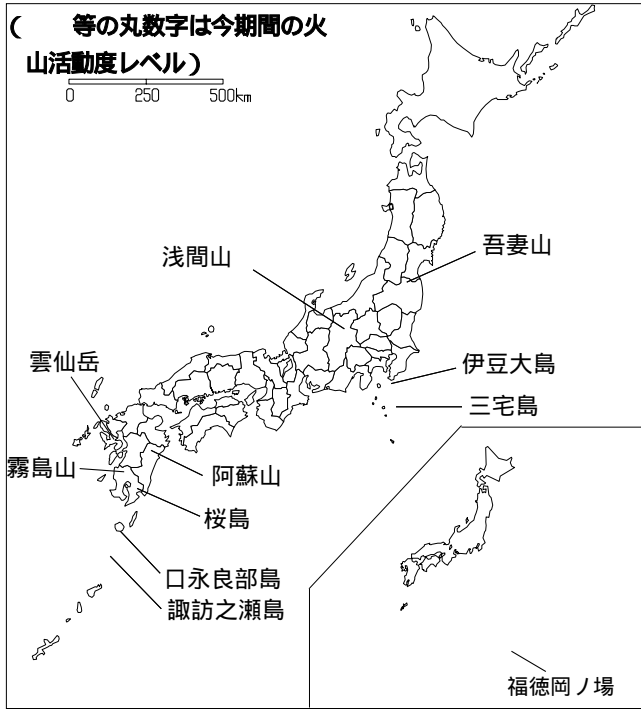 (　　等の丸数字は今期間の火
山活動度レベル)
0 250 500km
浅間山
吾妻山
雲仙岳
伊豆大島
三宅島
霧島山
阿蘇山
桜島
口永良部島
諏訪之瀬島
福徳岡ノ場